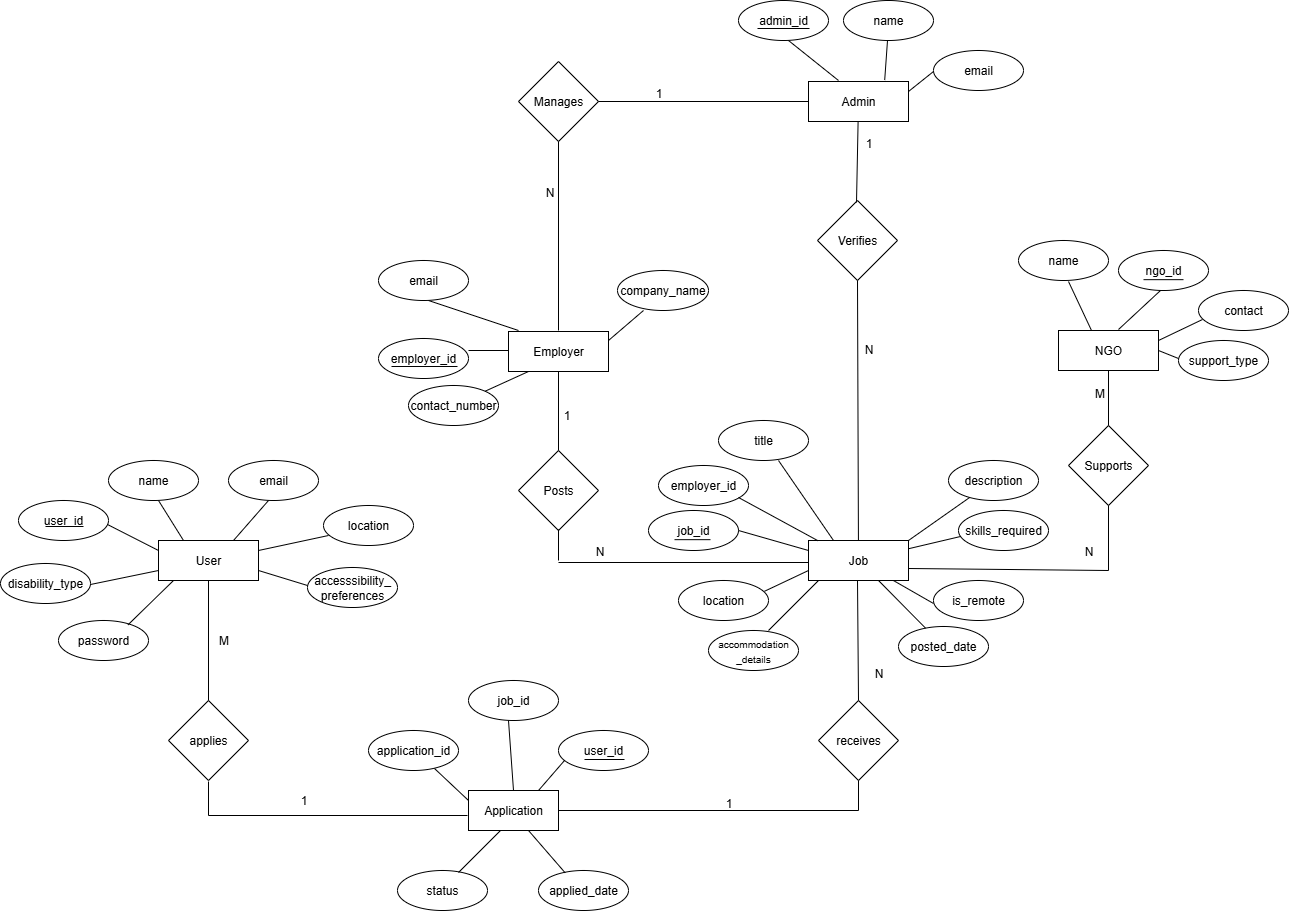 admin_id
name
email
Manages
1
Admin
1
N
Verifies
name
ngo_id
email
company_name
contact
employer_id
Employer
N
NGO
support_type
contact_number
1
M
title
Supports
name
email
employer_id
description
Posts
user_id
location
job_id
skills_required
N
N
User
Job
disability_type
accesssibility_
preferences
location
is_remote
password
M
accommodation
_details
posted_date
N
job_id
applies
application_id
user_id
receives
1
1
Application
status
applied_date